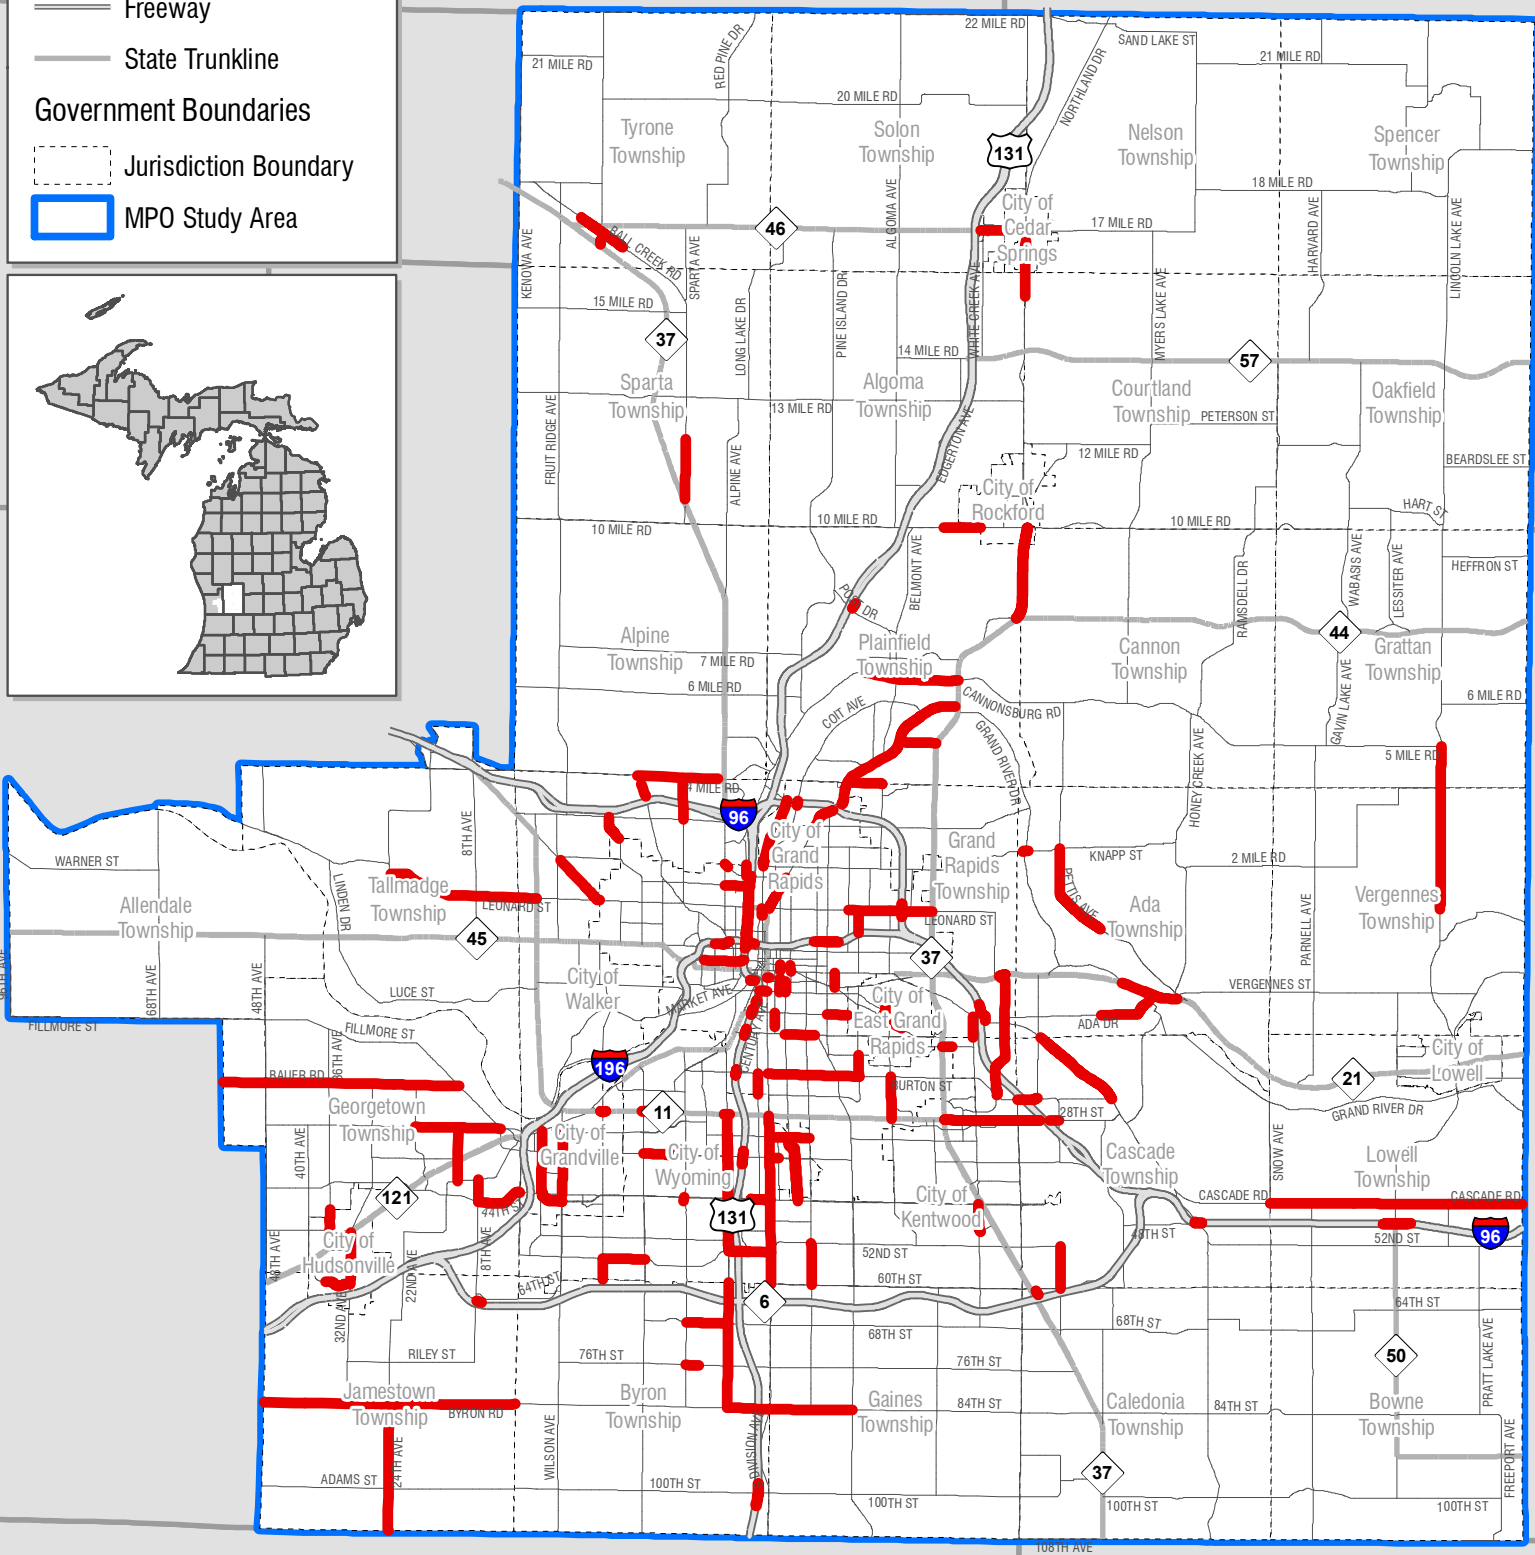 Freeway
State Trunkline
Government Boundaries
Jurisdiction Boundary
MPO Study Area
22 MILE RD
SAND LAKE ST
21 MILE RD
21 MILE RD
RED PINE DR
NORTHLAND DR
20 MILE RD
Tyrone
Township
Solon
Township
131
Nelson
Township
Spencer
Township
18 MILE RD
ALGOMA AVE
City of
Cedar
Springs
17 MILE RD
HARVARD AVE
LINCOLN LAKE AVE
46
KENOWA AVE
BALL CREEK RD
SPARTA AVE
15 MILE RD
LONG LAKE DR
PINE ISLAND DR
WHITE CREEK AVE
MYERS LAKE AVE
37
14 MILE RD
57
Sparta
Township
Algoma
Township
Courtland
Township
Oakfield
Township
13 MILE RD
PETERSON ST
FRUIT RIDGE AVE
ALPINE AVE
EDGERTON AVE
12 MILE RD
BEARDSLEE ST
City of
Rockford
HART ST
10 MILE RD
10 MILE RD
10 MILE RD
BELMONT AVE
RAMSDELL DR
WABASIS AVE
LESSITER AVE
HEFFRON ST
POST DR
Alpine
Township
Plainfield
Township
Cannon
Township
44
Grattan
Township
7 MILE RD
6 MILE RD
6 MILE RD
COIT AVE
CANNONSBURG RD
GRAND RIVER DR
GAVIN LAKE AVE
HONEY CREEK AVE
5 MILE RD
4 MILE RD
96
8TH AVE
City of
Grand
Rapids
Grand
Rapids
Township
KNAPP ST
2 MILE RD
WARNER ST
LINDEN DR
Tallmadge
Township
LEONARD ST
PETTIS AVE
Ada
Township
Vergennes
Township
Allendale
Township
LEONARD ST
PARNELL AVE
45
37
96TH AVE
68TH AVE
48TH AVE
City of
Walker
LUCE ST
MARKET AVE
City of
East Grand
Rapids
VERGENNES ST
FILLMORE ST
FILLMORE ST
CENTURY AVE
ADA DR
City of
Lowell
196
21
BAUER RD
36TH AVE
BURTON ST
GRAND RIVER DR
Georgetown
Township
11
28TH ST
40TH AVE
City of
Grandville
City of
Wyoming
Cascade
Township
SNOW AVE
Lowell
Township
121
44TH ST
City of
Kentwood
CASCADE RD
CASCADE RD
131
City of
Hudsonville
48TH AVE
22ND AVE
8TH AVE
52ND ST
48TH ST
52ND ST
96
64TH ST
60TH ST
6
64TH ST
32ND AVE
68TH ST
68TH ST
RILEY ST
76TH ST
76TH ST
50
PRATT LAKE AVE
Jamestown
Township
BYRON RD
Byron
Township
Gaines
Township
84TH ST
Caledonia
Township
84TH ST
Bowne
Township
WILSON AVE
DIVISION AVE
FREEPORT AVE
ADAMS ST
24TH AVE
100TH ST
100TH ST
37
100TH ST
100TH ST
108TH AVE